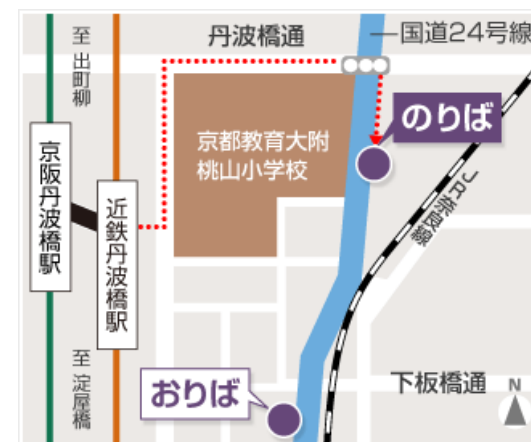 至
出町柳
丹波橋通
国道24号線
のりば
京都教育大附
桃山小学校
京阪丹波橋駅
近鉄丹波橋駅
JR奈良線
至
淀屋橋
おりば
下板橋通
N